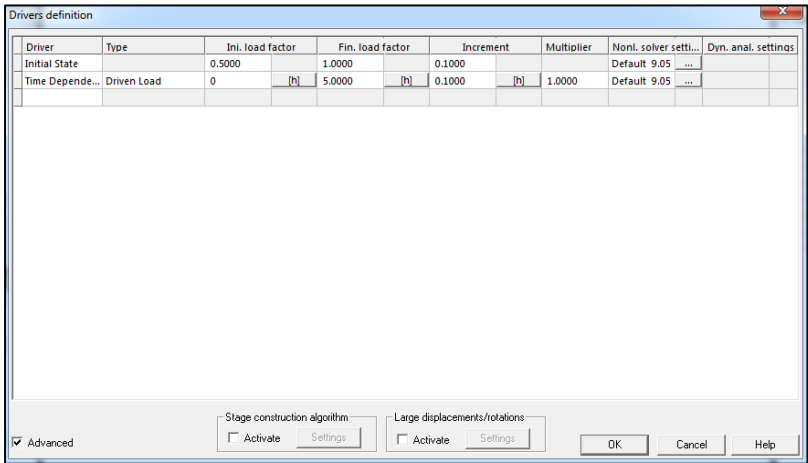 Drivers definition
Driver Type Ini. load factor Fin. load factor Increment Multiplier Nonl. solver setti... Dyn. anal. settings
Initial State 0.5000 1.0000 0.1000 Default 9.05 ...
Time Depende... Driven Load 0 [h] 5.0000 [h] 0.1000 [h] 1.0000 Default 9.05 ...
Stage construction algorithm Large displacements/rotations
Advanced Activate Settings Activate Settings OK Cancel Help